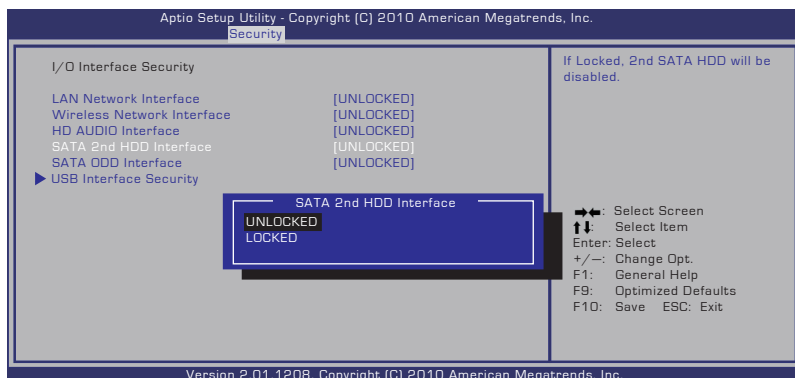 Aptio Setup Utility - Copyright (C) 2010 American Megatrends, Inc.
Security
I/O Interface Security
LAN Network Interface [UNLOCKED]
Wireless Network Interface [UNLOCKED]
HD AUDIO Interface [UNLOCKED]
SATA 2nd HDD Interface [UNLOCKED]
SATA ODD Interface [UNLOCKED]
USB Interface Security
SATA 2nd HDD Interface
UNLOCKED
LOCKED
If Locked, 2nd SATA HDD will be
disabled.
→←: Select Screen
↑↓: Select Item
Enter: Select
+/—: Change Opt.
F1: General Help
F9: Optimized Defaults
F10: Save ESC: Exit
Version 2.01.1208. Copyright (C) 2010 American Megatrends, Inc.